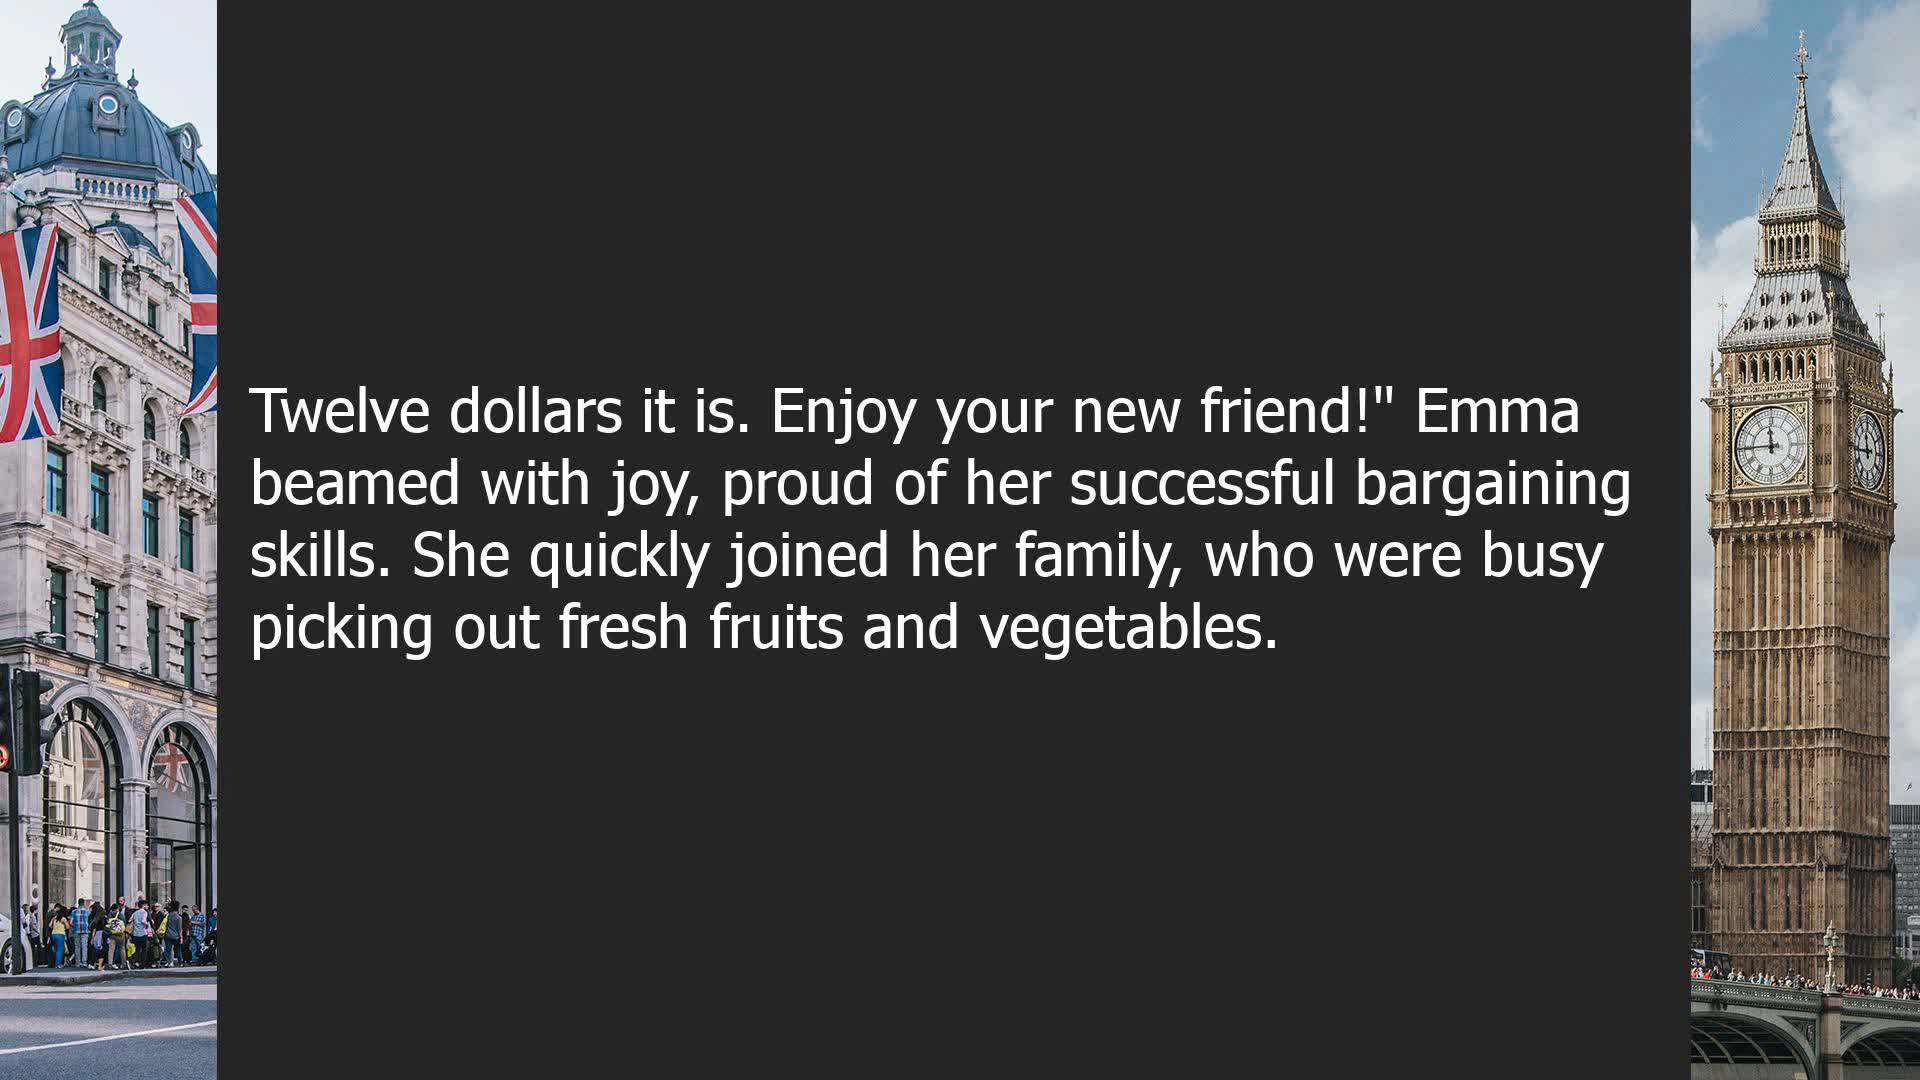 Twelve dollars it is. Enjoy your new friend!" Emma
beamed with joy, proud of her successful bargaining
skills. She quickly joined her family, who were busy
picking out fresh fruits and vegetables.